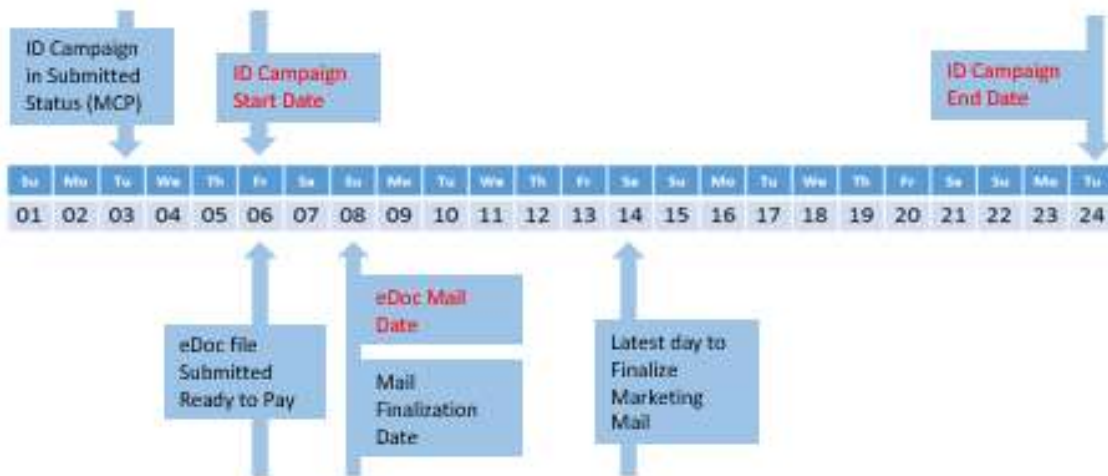 ID Campaign
in Submitted
Status (MCP)
ID Campaign
Start Date
ID Campaign
End Date
Su Mo Tu We Th Fr Sa Su Mo Tu We Th Fr Sa Su Mo Tu We Th Fr Sa Su Mo Tu
01 02 03 04 05 06 07 08 09 10 11 12 13 14 15 16 17 18 19 20 21 22 23 24
eDoc file
Submitted
Ready to Pay
eDoc Mail
Date
Mail
Finalization
Date
Latest day to
Finalize
Marketing
Mail